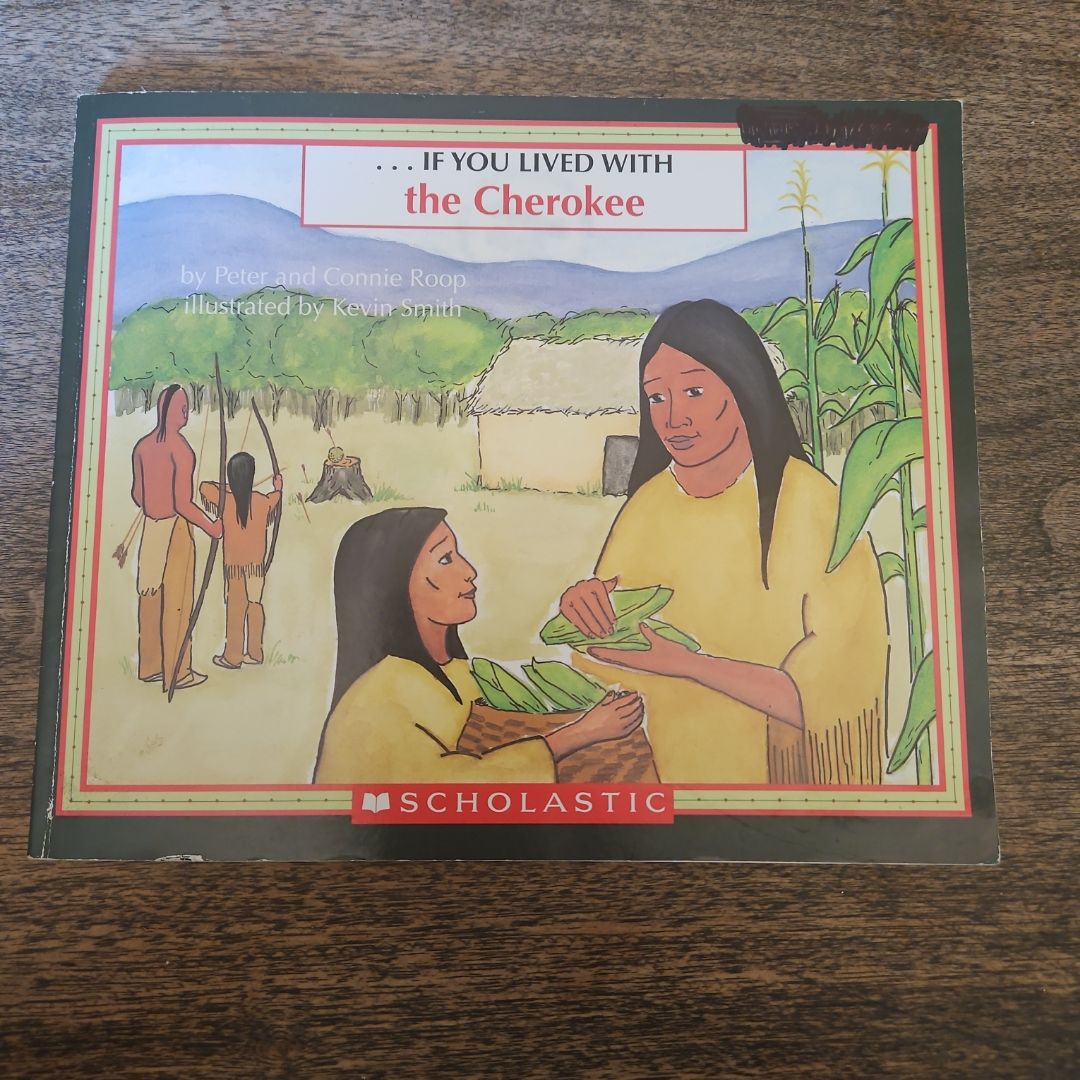 . . . IF YOU LIVED WITH
the Cherokee
by Peter and Connie Roop
illustrated by Kevin Smith
SCHOLASTIC